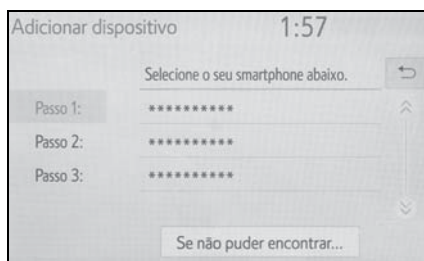 Adicionar dispositivo 1:57
Selecione o seu smartphone abaixo.
Passo 1: **********
Passo 2: **********
Passo 3: **********
Se não puder encontrar...